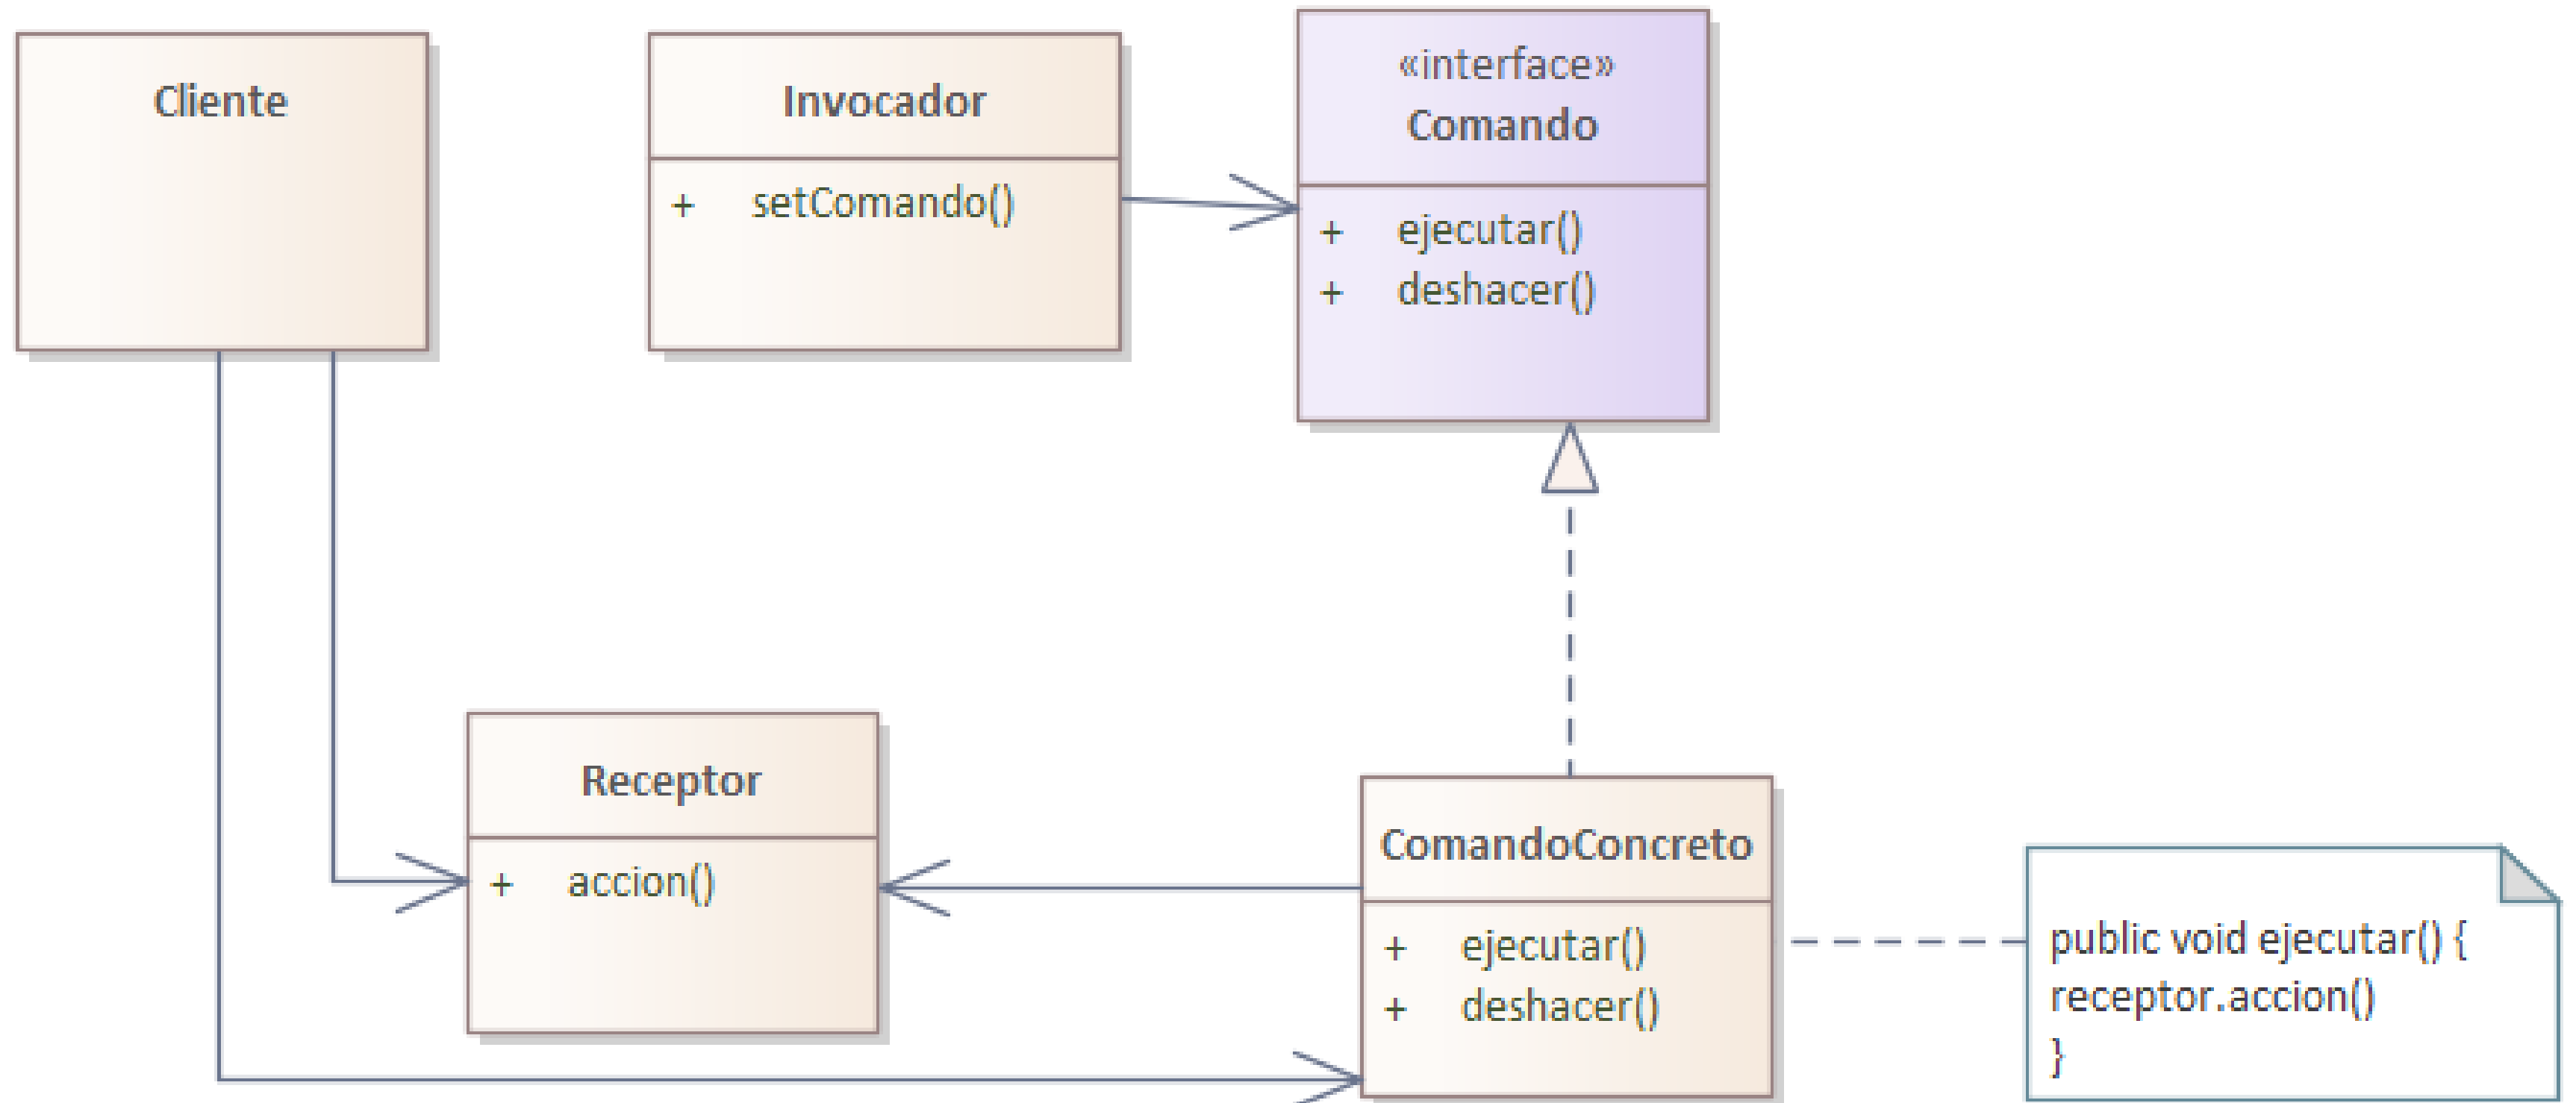 Cliente
Invocador
+ setComando()
«interface»
Comando
+ ejecutar()
+ deshacer()
Receptor
+ accion()
ComandoConcreto
+ ejecutar()
+ deshacer()
public void ejecutar() {
receptor.accion()
}